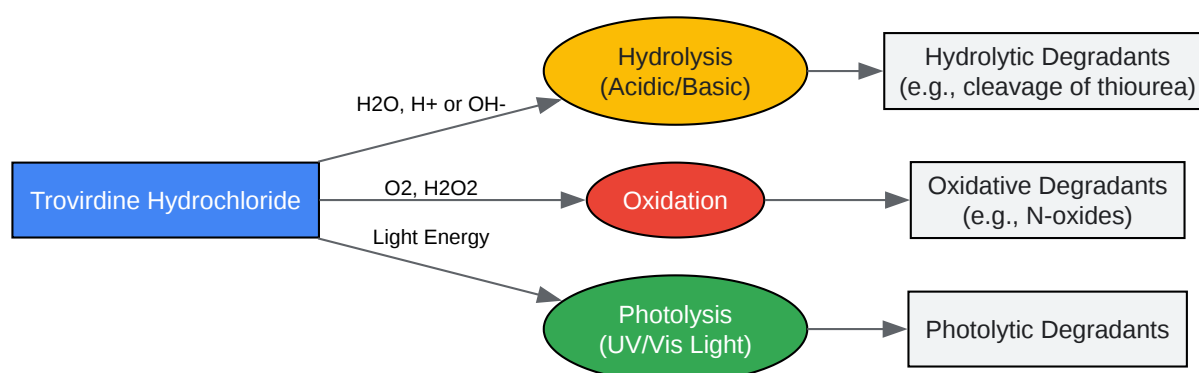 Hydrolysis
(Acidic/Basic)
Hydrolytic Degradants
(e.g., cleavage of thiourea)
H2O, H+ or OH-
Trovirdine Hydrochloride
O2, H2O2
Oxidation
Oxidative Degradants
(e.g., N-oxides)
Light Energy
Photolysis
(UV/Vis Light)
Photolytic Degradants